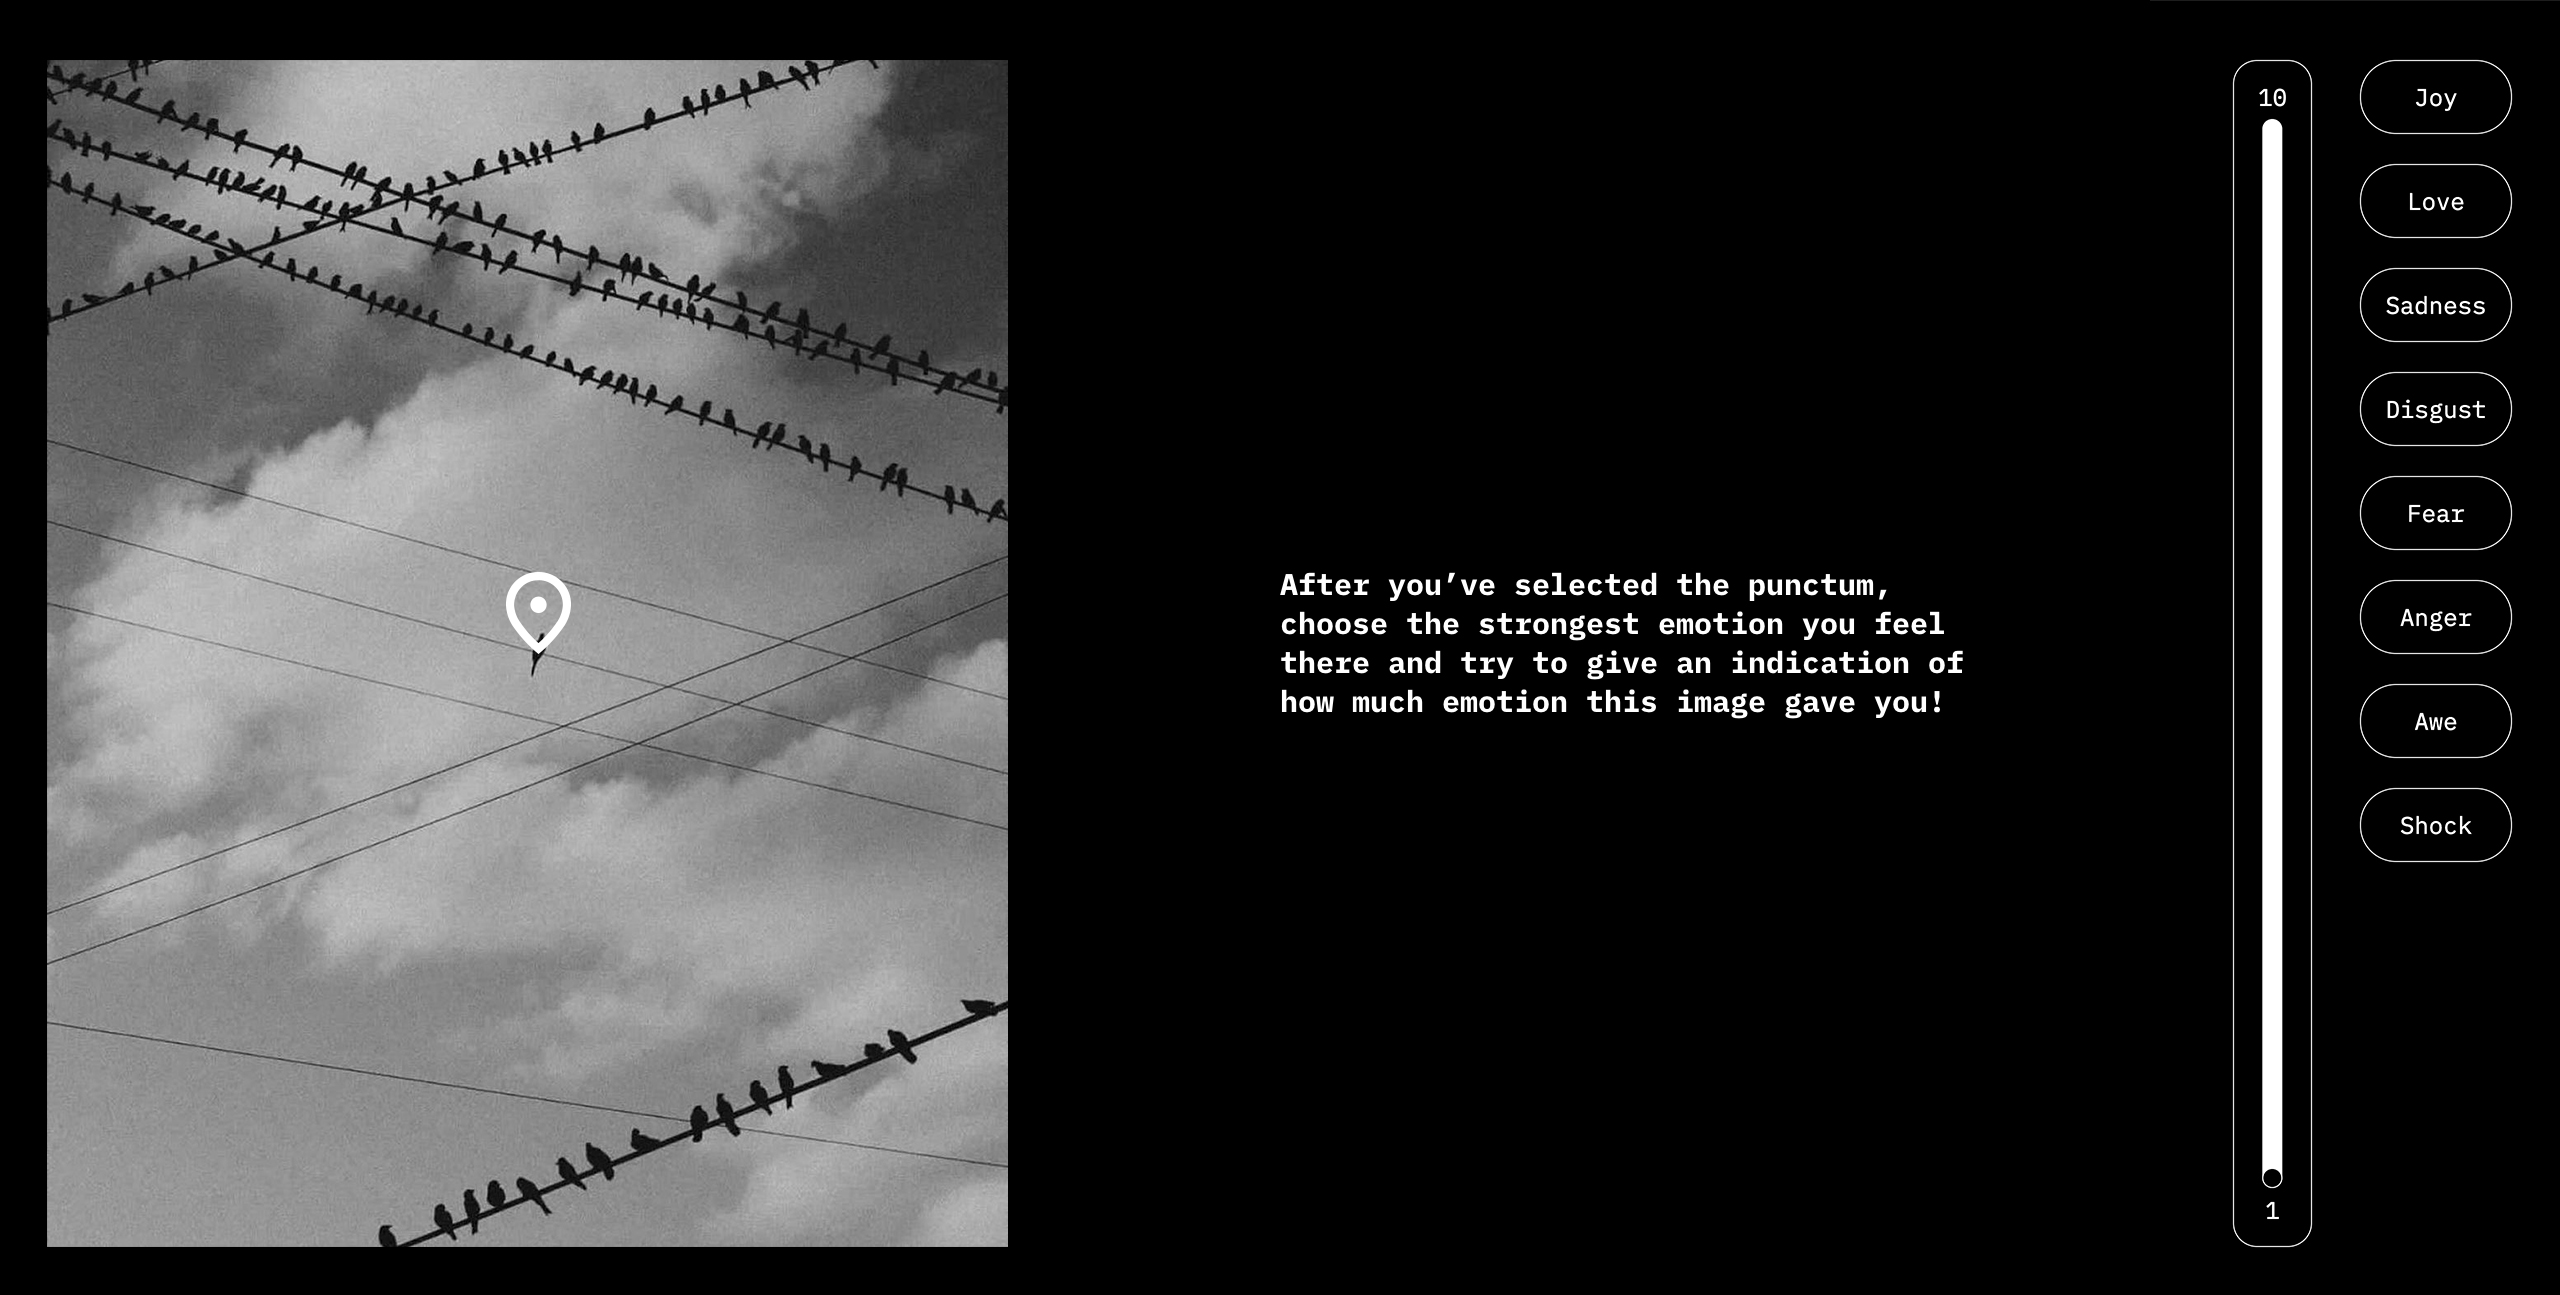 After you’ve selected the punctum,
choose the strongest emotion you feel
there and try to give an indication of
how much emotion this image gave you!
10
1
Joy
Love
Sadness
Disgust
Fear
Anger
Awe
Shock